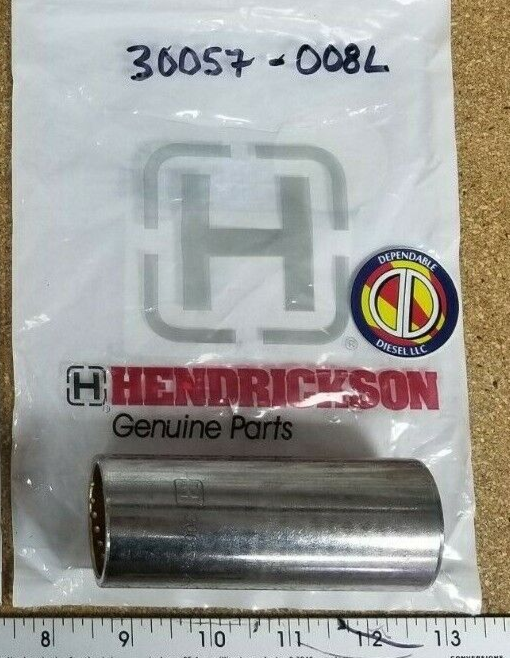 30057-008L
H
DEPENDABLE
DIESEL LLC
®
H HENDRICKSON
Genuine Parts
8 9 10 11 12 13